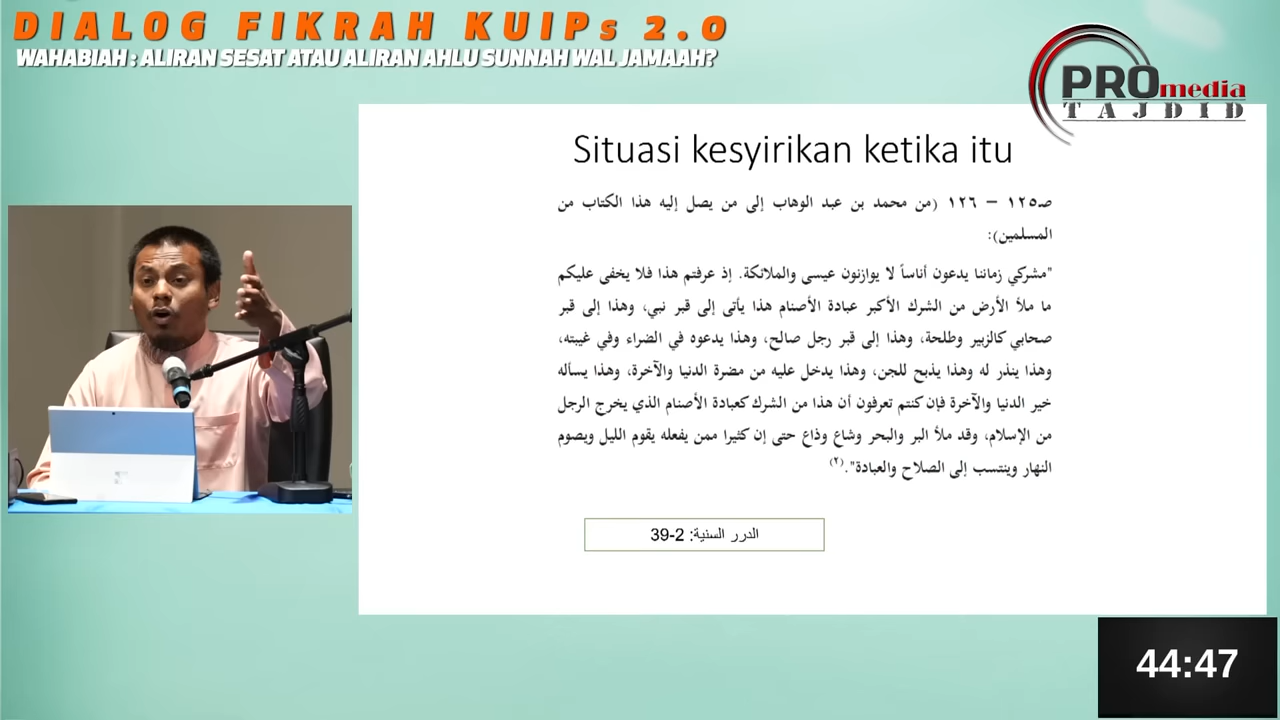 DIALOG FIKRAH KUIPs 2.0
WAHABIAH : ALIRAN SESAT ATAU ALIRAN AHLU SUNNAH WAL JAMAAH?
PROmedia
TAJDID
Situasi kesyirikan ketika itu
صـ١٢٥ – ١٢٦ (من محمد بن عبد الوهاب إلى من يصل إليه هذا الكتاب من
المسلمين):
"مشركي زماننا يدعون أناساً لا يوازنون عيسى والملائكة. إذ عرفتم هذا فلا يخفى عليكم
ما ملأ الأرض من الشرك الأكبر عبادة الأصنام هذا يأتى إلى قبر نبي، وهذا إلى قبر
صحابي كالزبير وطلحة، وهذا إلى قبر رجل صالح، وهذا يدعوه في الضراء وفي غيبته،
وهذا ينذر له وهذا يذبح للجن، وهذا يدخل عليه من مضرة الدنيا والآخرة، وهذا يسأله
خير الدنيا والآخرة فإن كنتم تعرفون أن هذا من الشرك كعبادة الأصنام الذي يخرج الرجل
من الإسلام، وقد ملأ البر والبحر وشاع وذاع حتى إن كثيرا ممن يفعله يقوم الليل ويصوم
النهار وينتسب إلى الصلاح والعبادة".(٢)
الدرر السنية: 2-39
44:47